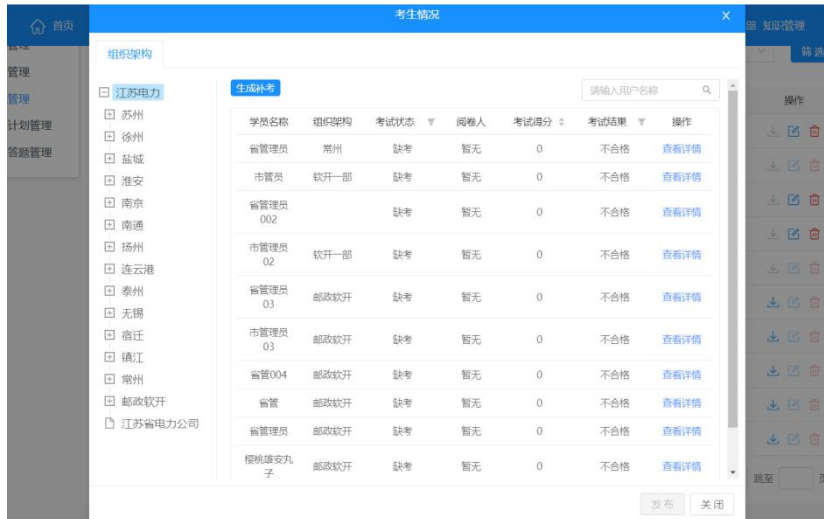 首页
考生情况
X
知识管理
管理
管理
计划管理
答题管理
组织架构
江苏电力
苏州
徐州
盐城
淮安
南京
南通
扬州
连云港
泰州
无锡
宿迁
镇江
常州
邮政软开
江苏省电力公司
生成补考
请输入用户名称
学员名称 组织架构 考试状态 阅卷人 考试得分 考试结果 操作
省管理员 常州 缺考 暂无 0 不合格 查看详情
市管员 软开一部 缺考 暂无 0 不合格 查看详情
省管理员
002 缺考 暂无 0 不合格 查看详情
市管理员
02 软开一部 缺考 暂无 0 不合格 查看详情
省管理员
03 邮政软开 缺考 暂无 0 不合格 查看详情
市管理员
03 邮政软开 缺考 暂无 0 不合格 查看详情
省管004 邮政软开 缺考 暂无 0 不合格 查看详情
省管 邮政软开 缺考 暂无 0 不合格 查看详情
省管理员 邮政软开 缺考 暂无 0 不合格 查看详情
樱桃雄安丸
子 邮政软开 缺考 暂无 0 不合格 查看详情
发布 关闭
筛选
操作
跳至